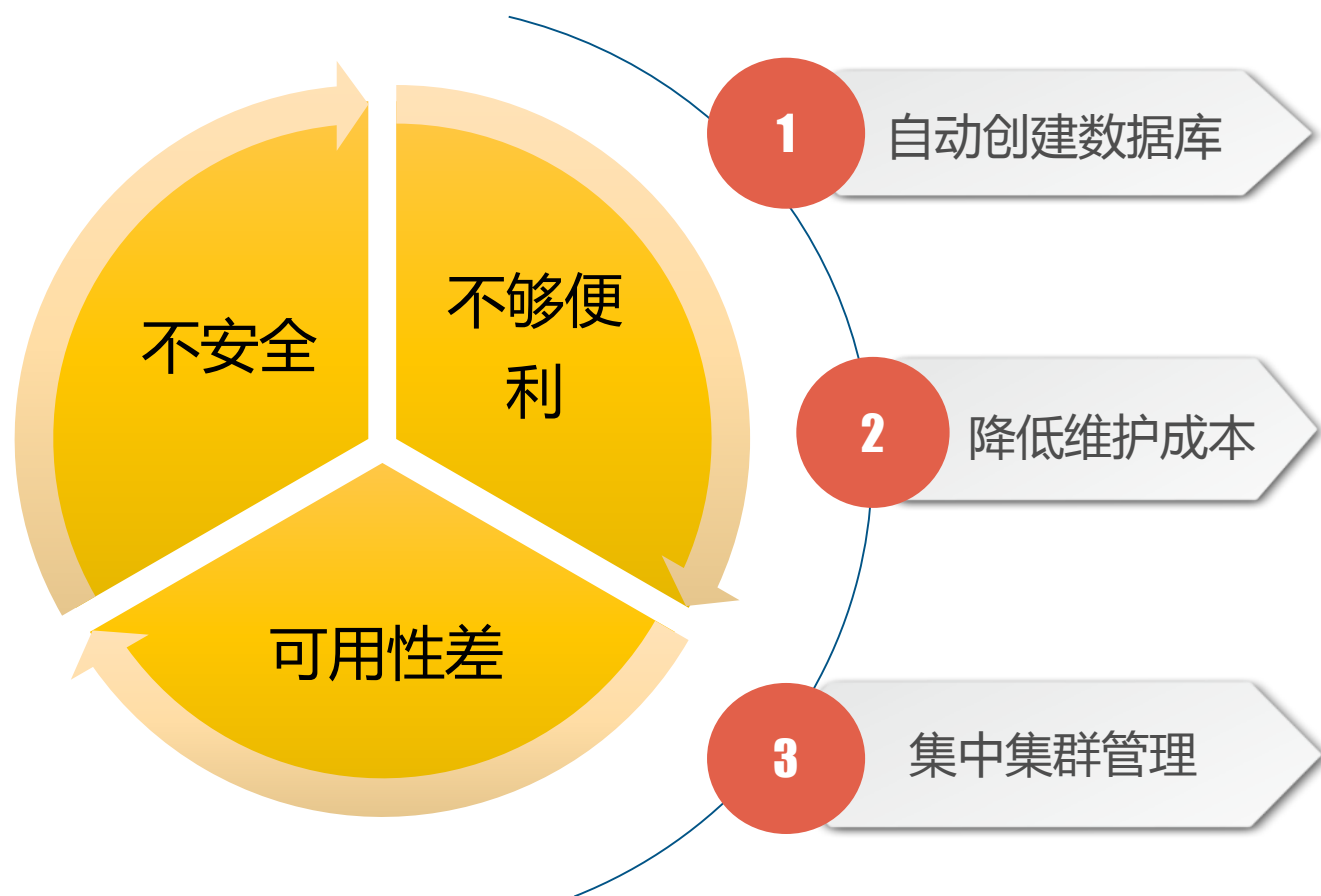 不安全
不够便
利
可用性差
1
自动创建数据库
2
降低维护成本
3
集中集群管理